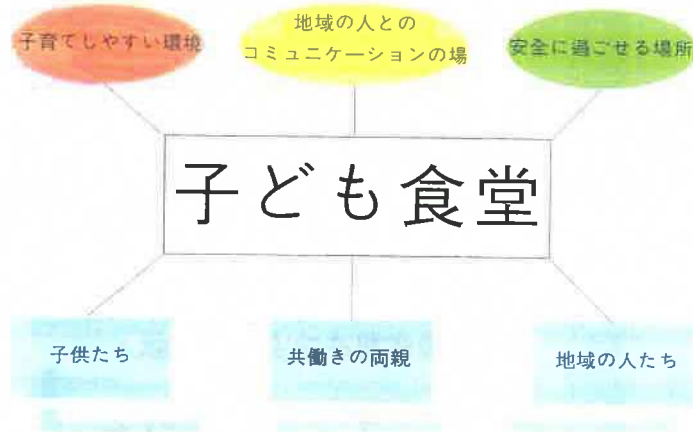 子育てしやすい環境
地域の人との
コミュニケーションの場
安全に過ごせる場所
子ども食堂
子供たち
共働きの両親
地域の人たち